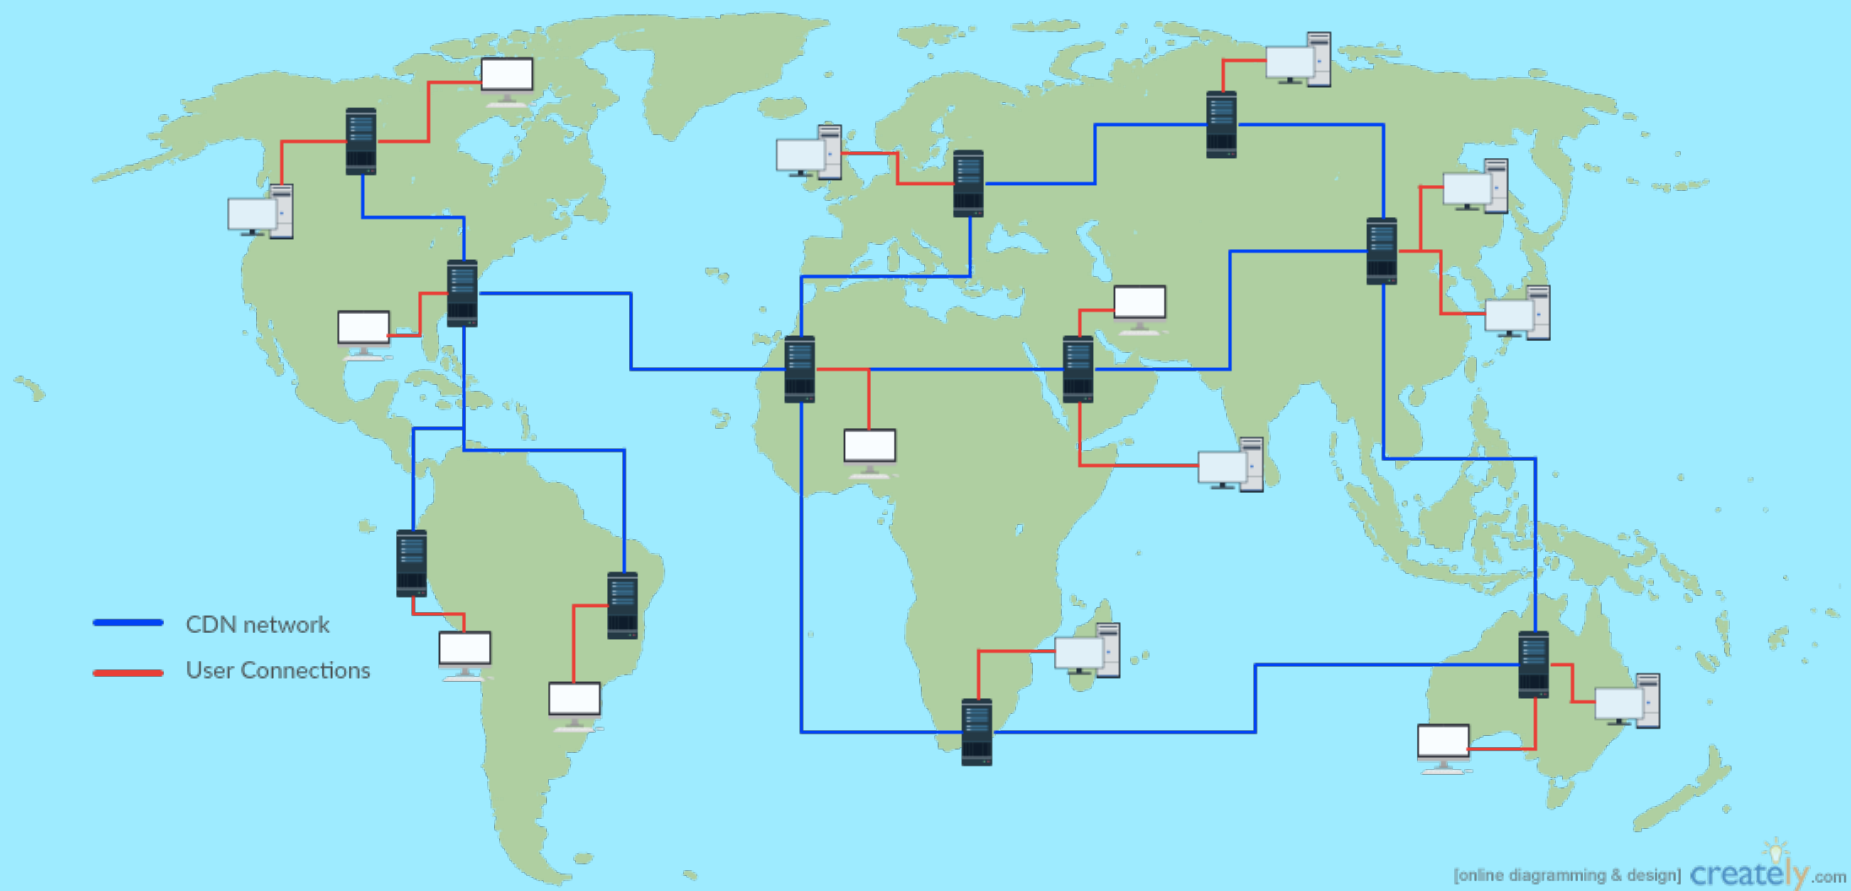 CDN network
User Connections
[online diagramming & design] creately.com